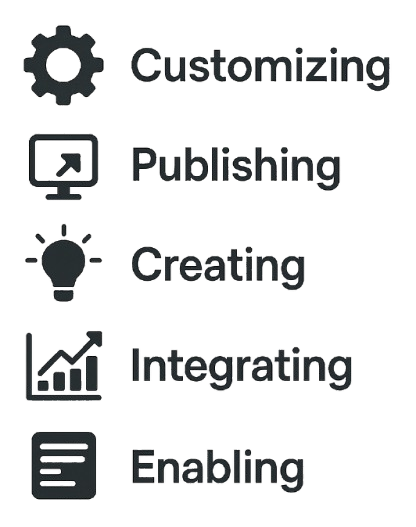 Customizing
Publishing
Creating
Integrating
Enabling